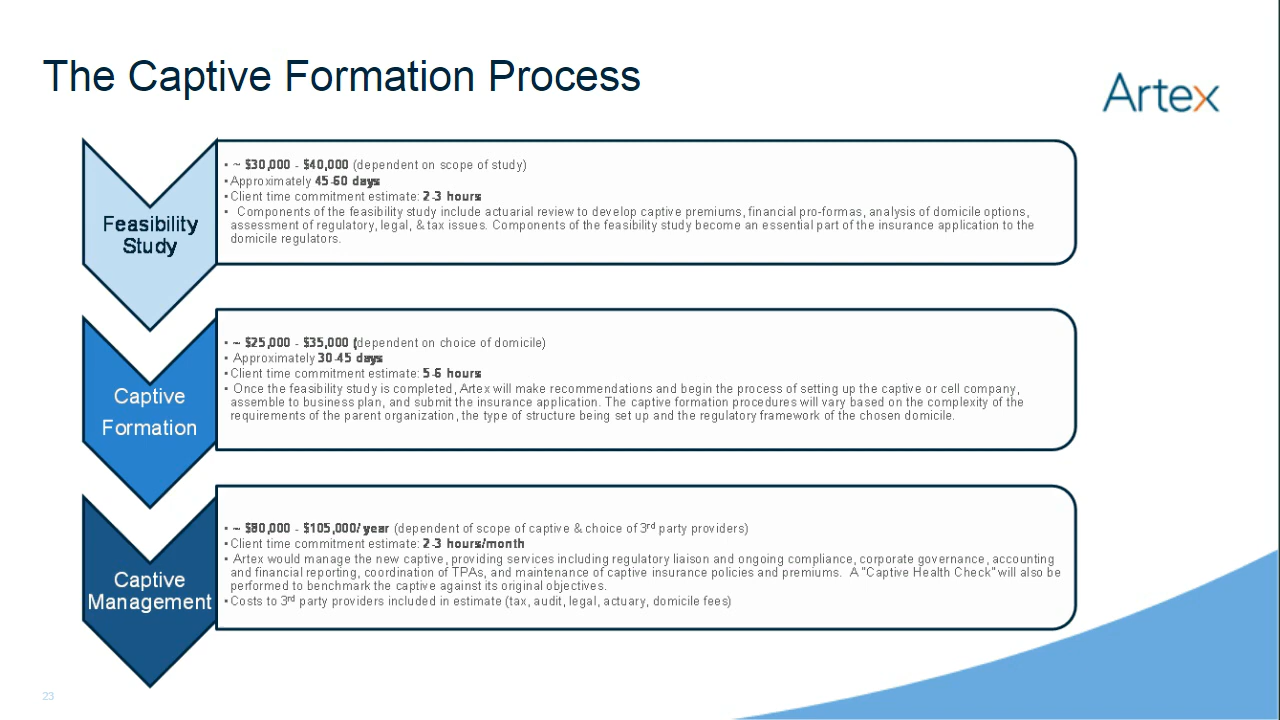 The Captive Formation Process
Artex
Feasibility
Study
▪ ~ $30,000 - $40,000 (dependent on scope of study)
▪ Approximately 45-60 days
▪ Client time commitment estimate: 2-3 hours
▪ Components of the feasibility study include actuarial review to develop captive premiums, financial pro-formas, analysis of domicile options,
assessment of regulatory, legal, & tax issues. Components of the feasibility study become an essential part of the insurance application to the
domicile regulators.
Captive
Formation
▪ ~ $25,000 - $35,000 (dependent on choice of domicile)
▪ Approximately 30-45 days
▪ Client time commitment estimate: 5-6 hours
▪ Once the feasibility study is completed, Artex will make recommendations and begin the process of setting up the captive or cell company,
assemble to business plan, and submit the insurance application. The captive formation procedures will vary based on the complexity of the
requirements of the parent organization, the type of structure being set up and the regulatory framework of the chosen domicile.
Captive
Management
▪ ~ $80,000 - $105,000/ year (dependent of scope of captive & choice of 3rd party providers)
▪ Client time commitment estimate: 2-3 hours/month
▪ Artex would manage the new captive, providing services including regulatory liaison and ongoing compliance, corporate governance, accounting
and financial reporting, coordination of TPAs, and maintenance of captive insurance policies and premiums. A "Captive Health Check" will also be
performed to benchmark the captive against its original objectives.
▪ Costs to 3rd party providers included in estimate (tax, audit, legal, actuary, domicile fees)
23